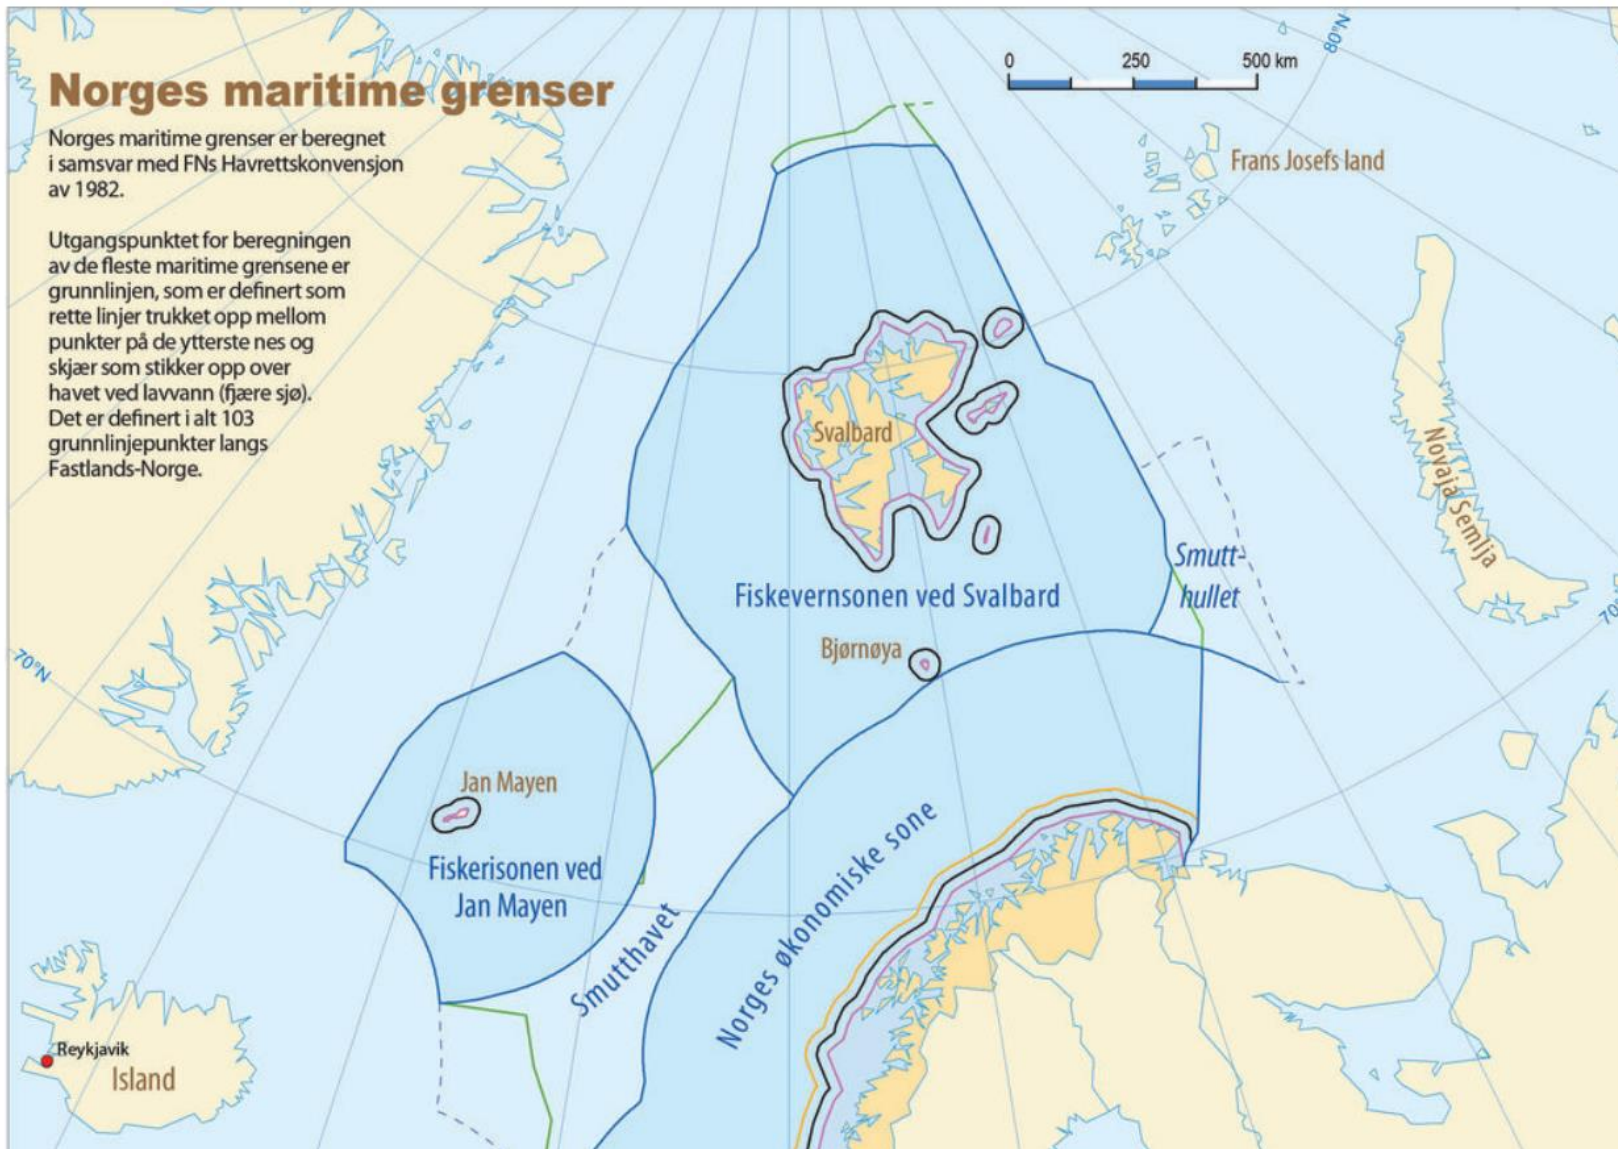 Norges maritime grenser
Norges maritime grenser er beregnet
i samsvar med FNs Havrettskonvensjon
av 1982.
Utgangspunktet for beregningen
av de fleste maritime grensene er
grunnlinjen, som er definert som
rette linjer trukket opp mellom
punkter på de ytterste nes og
skjær som stikker opp over
havet ved lavvann (fjære sjø).
Det er definert i alt 103
grunnlinjepunkter langs
Fastlands-Norge.
0 250 500 km
80°N
Frans Josefs land
Svalbard
Novaja Semlja
Smutt-
hullet
Fiskevernsonen ved Svalbard
70°N
Bjørnøya
70°N
Jan Mayen
Fiskerisonen ved
Jan Mayen
Smutthavet
Norges økonomiske sone
Reykjavik
Island